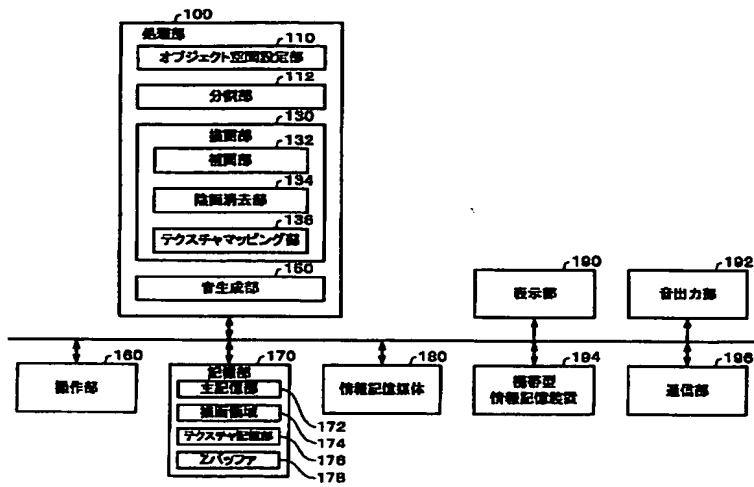 100
処理部
110
オブジェクト空間設定部
112
分割部
130
描画部
132
補間部
134
陰面消去部
136
テクスチャマッピング部
150
音生成部
190
表示部
192
音出力部
160
操作部
170
記憶部
主記憶部
172
描画領域
174
テクスチャ記憶部
176
Zバッファ
178
180
情報記憶媒体
194
携帯型
情報記憶装置
196
通信部